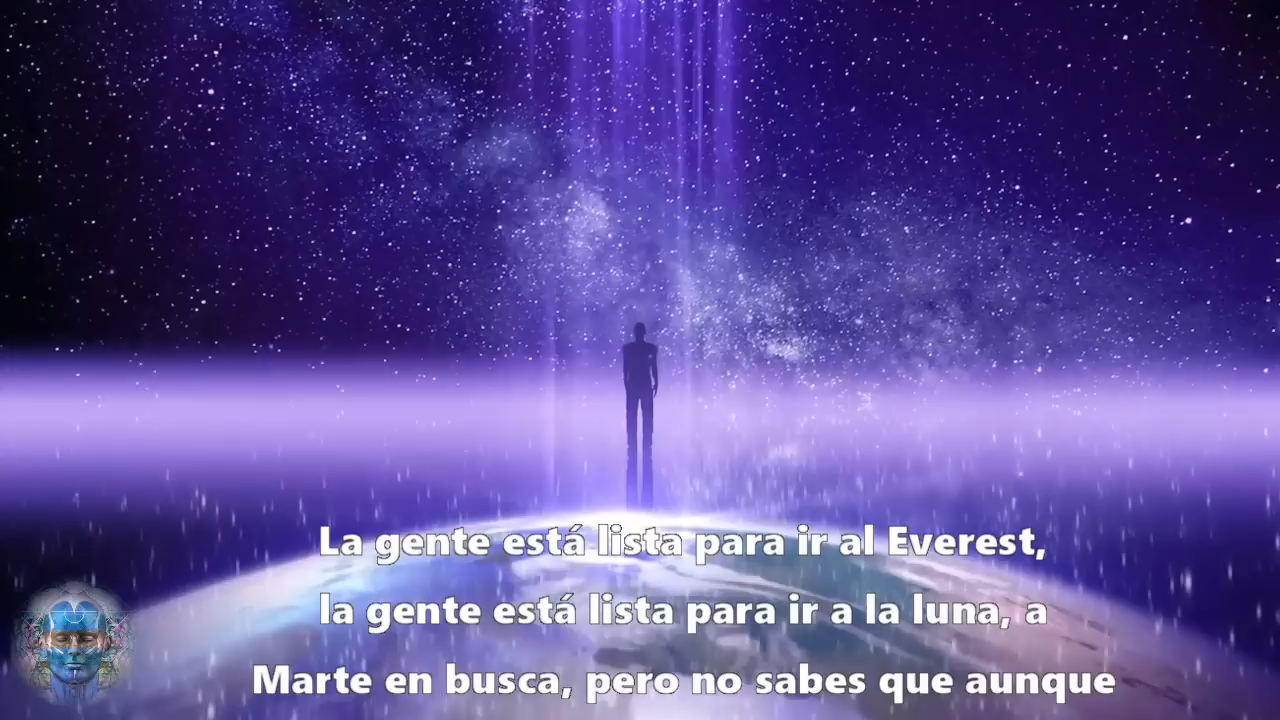 La gente está lista para ir al Everest,
la gente está lista para ir a la luna, a
Marte en busca, pero no sabes que aunque